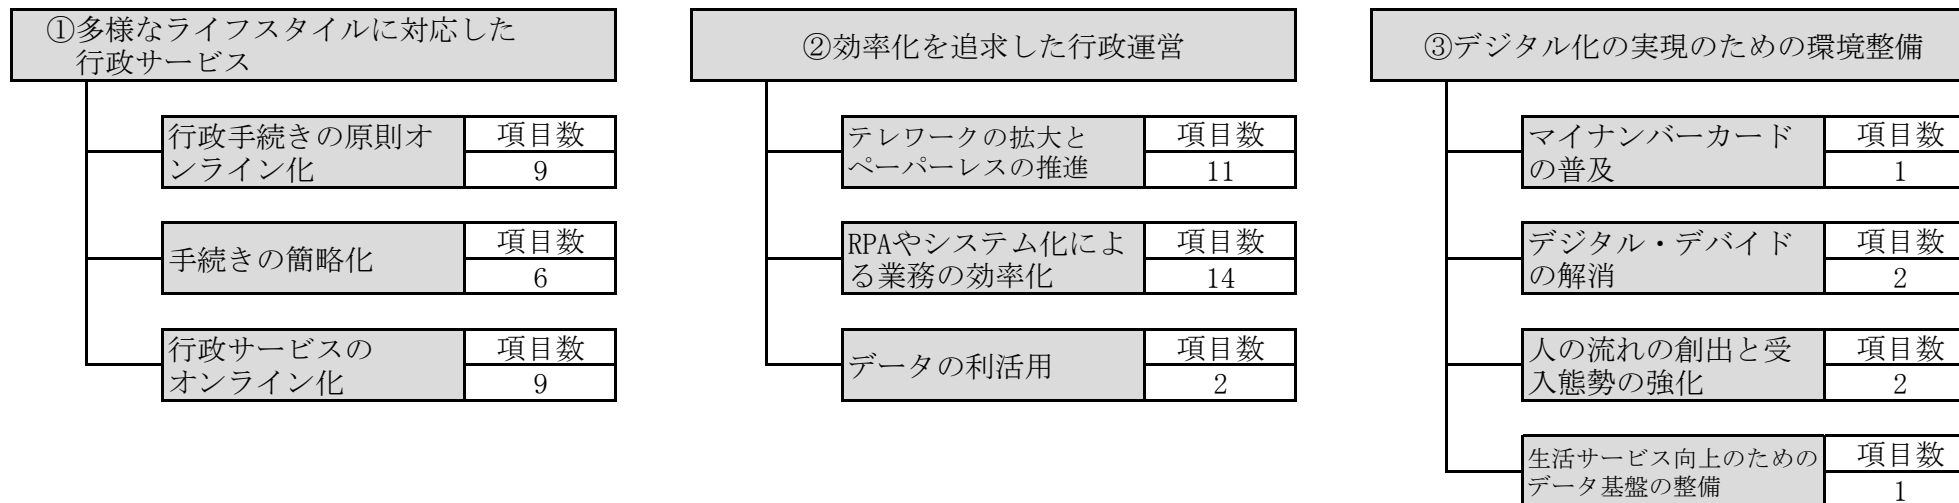 ①多様なライフスタイルに対応した
行政サービス
行政手続きの原則オ
ンライン化
項目数
9
手続きの簡略化
項目数
6
行政サービスの
オンライン化
項目数
9
②効率化を追求した行政運営
テレワークの拡大と
ペーパーレスの推進
項目数
11
RPAやシステム化によ
る業務の効率化
項目数
14
データの利活用
項目数
2
③デジタル化の実現のための環境整備
マイナンバーカード
の普及
項目数
1
デジタル・デバイド
の解消
項目数
2
人の流れの創出と受
入態勢の強化
項目数
2
生活サービス向上のための
データ基盤の整備
項目数
1